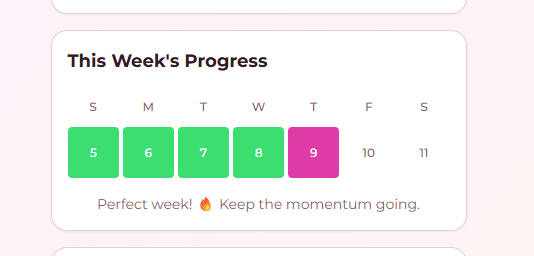 This Week's Progress
S M T W T F S
5 6 7 8 9 10 11
Perfect week! 🔥 Keep the momentum going.